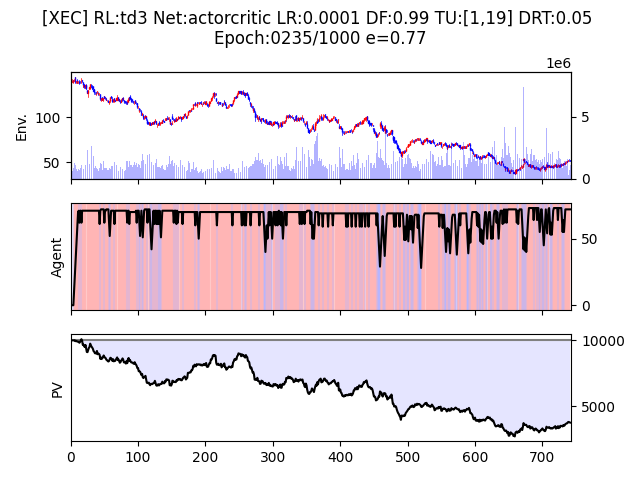 [XEC] RL:td3 Net:actorcritic LR:0.0001 DF:0.99 TU:[1,19] DRT:0.05
Epoch:0235/1000 e=0.77
1e6
Env.
100
50
5
0
Agent
50
0
PV
10000
5000
0 100 200 300 400 500 600 700